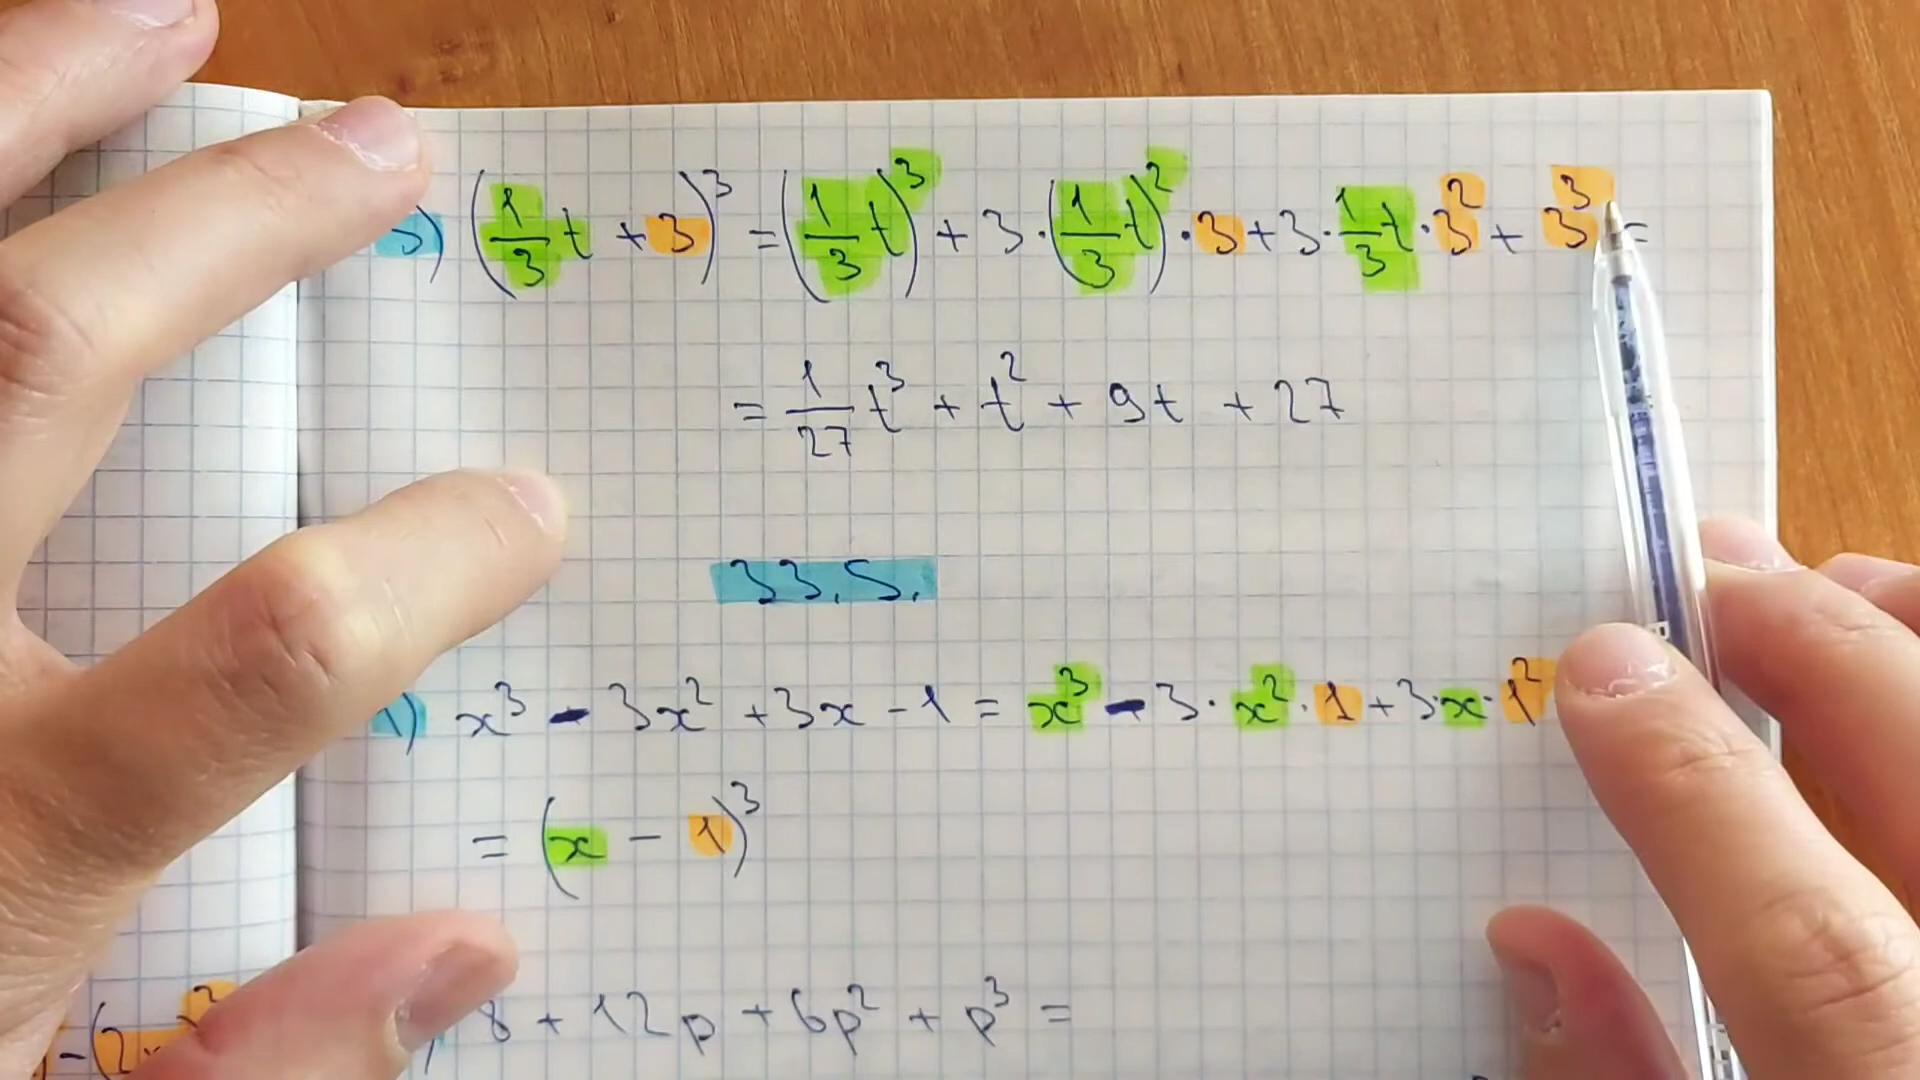 3) (1/3 t + 3)³ = (1/3 t)³ + 3·(1/3 t)²·3 + 3·1/3 t·3² + 3³ =
= 1/27 t³ + t² + 9t + 27
33.5.
1) x³ - 3x² + 3x - 1 = x³ - 3·x²·1 + 3·x·1²
= (x - 1)³
8 + 12p + 6p² + p³ =